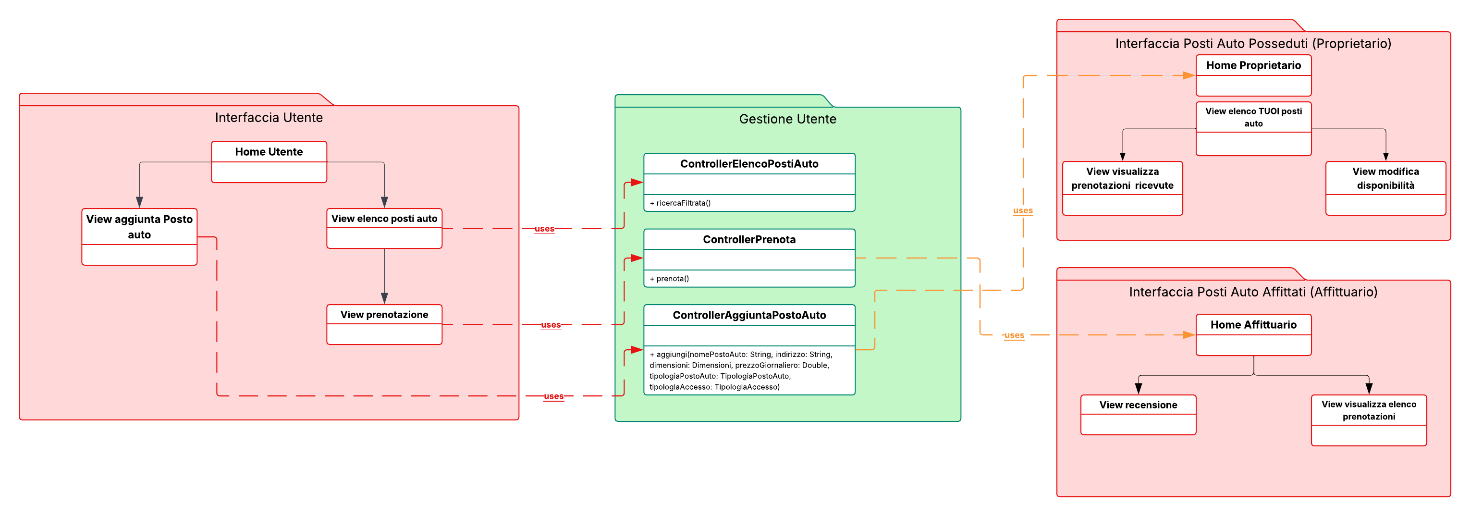 Interfaccia Utente
Home Utente
View aggiunta Posto
auto
View elenco posti auto
View prenotazione
uses
uses
uses
Gestione Utente
ControllerElencoPostiAuto
+ ricercaFiltrata()
ControllerPrenota
+ prenota()
ControllerAggiuntaPostoAuto
+ aggiungi(nomePostoAuto: String, indirizzo: String,
dimensioni: Dimensioni, prezzoGiornaliero: Double,
tipologiaPostoAuto: TipologiaPostoAuto,
tipologiaAccesso: TipologiaAccesso)
uses
uses
Interfaccia Posti Auto Posseduti (Proprietario)
Home Proprietario
View elenco TUOI posti
auto
View visualizza
prenotazioni ricevute
View modifica
disponibilità
Interfaccia Posti Auto Affittati (Affittuario)
Home Affittuario
View recensione
View visualizza elenco
prenotazioni